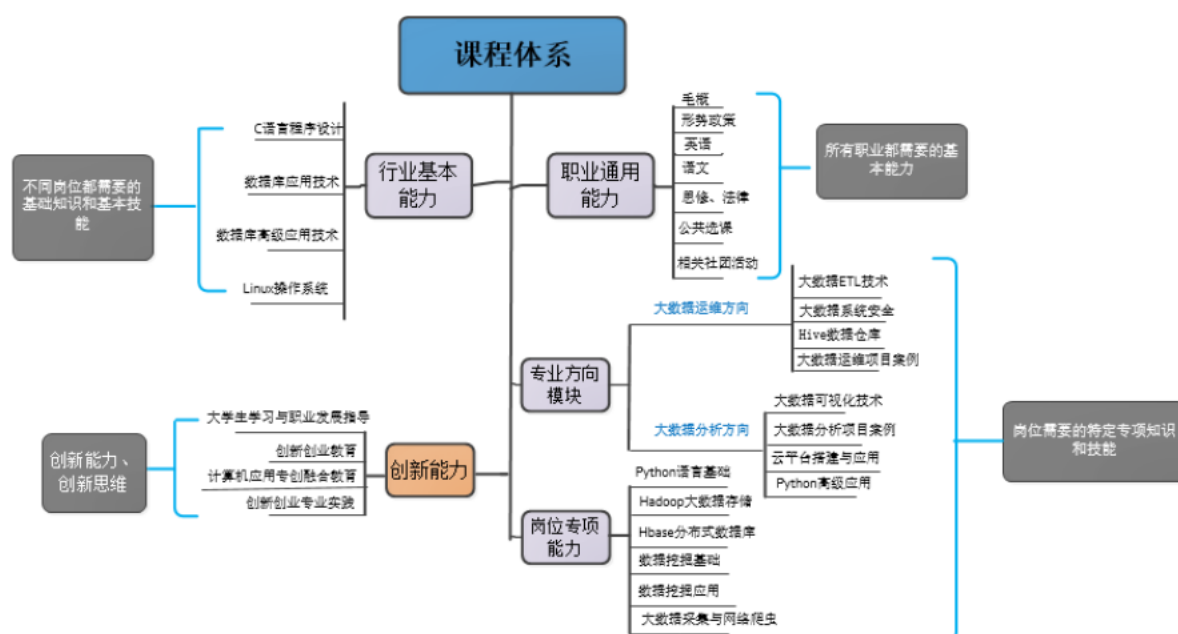 课程体系
C语言程序设计
数据库应用技术
数据库高级应用技术
Linux操作系统
不同岗位都需要的
基础知识和基本技
能
行业基本
能力
职业通用
能力
毛概
形势政策
英语
语文
思修、法律
公共选课
相关社团活动
所有职业都需要的基
本能力
专业方向
模块
大数据运维方向
大数据ETL技术
大数据系统安全
Hive数据仓库
大数据运维项目案例
大数据分析方向
大数据可视化技术
大数据分析项目案例
云平台搭建与应用
Python高级应用
岗位需要的特定专项知识
和技能
大学生学习与职业发展指导
创新创业教育
计算机应用专创融合教育
创新创业专业实践
创新能力、
创新思维
创新能力
岗位专项
能力
Python语言基础
Hadoop大数据存储
Hbase分布式数据库
数据挖掘基础
数据挖掘应用
大数据采集与网络爬虫